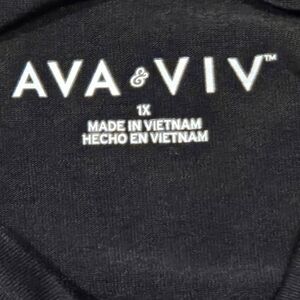 AVA & VIV™
1X
MADE IN VIETNAM
HECHO EN VIETNAM